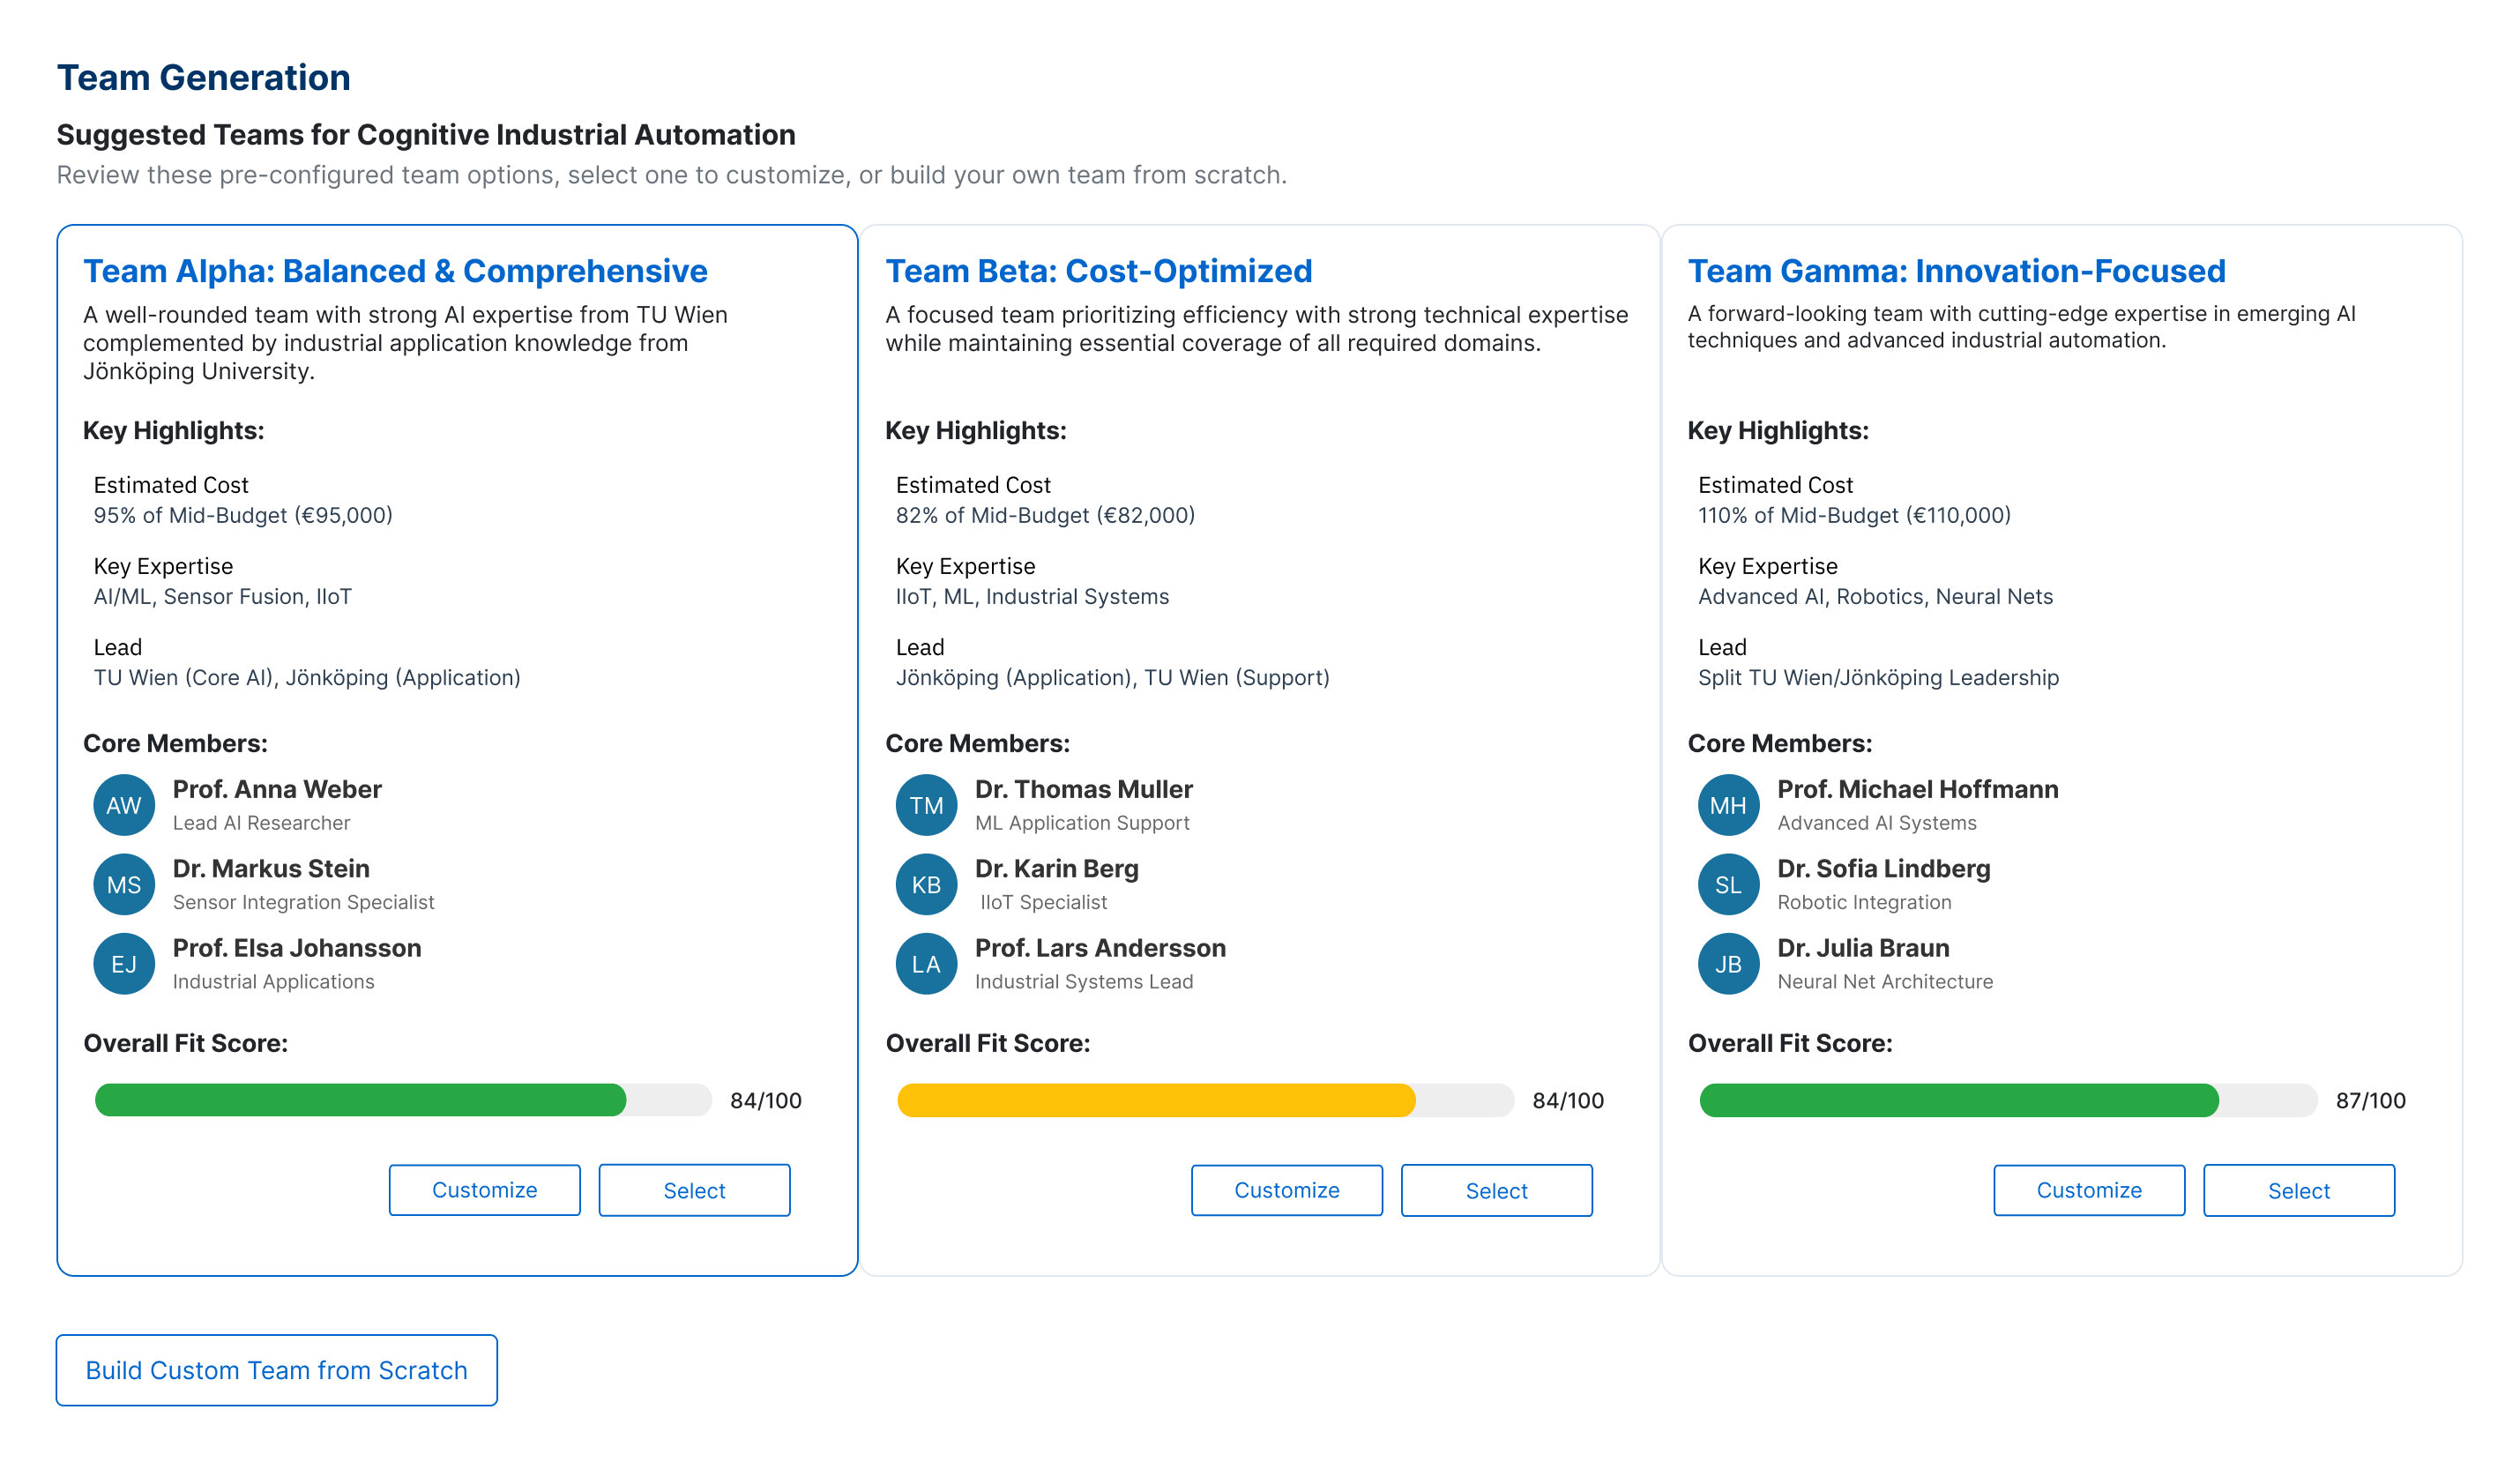 Team Generation
Suggested Teams for Cognitive Industrial Automation
Review these pre-configured team options, select one to customize, or build your own team from scratch.
Team Alpha: Balanced & Comprehensive
A well-rounded team with strong AI expertise from TU Wien
complemented by industrial application knowledge from
Jönköping University.
Key Highlights:
Estimated Cost
95% of Mid-Budget (€95,000)
Key Expertise
AI/ML, Sensor Fusion, IIoT
Lead
TU Wien (Core AI), Jönköping (Application)
Core Members:
AW
Prof. Anna Weber
Lead AI Researcher
MS
Dr. Markus Stein
Sensor Integration Specialist
EJ
Prof. Elsa Johansson
Industrial Applications
Overall Fit Score:
84/100
Customize
Select
Team Beta: Cost-Optimized
A focused team prioritizing efficiency with strong technical expertise
while maintaining essential coverage of all required domains.
Key Highlights:
Estimated Cost
82% of Mid-Budget (€82,000)
Key Expertise
IIoT, ML, Industrial Systems
Lead
Jönköping (Application), TU Wien (Support)
Core Members:
TM
Dr. Thomas Muller
ML Application Support
KB
Dr. Karin Berg
IIoT Specialist
LA
Prof. Lars Andersson
Industrial Systems Lead
Overall Fit Score:
84/100
Customize
Select
Team Gamma: Innovation-Focused
A forward-looking team with cutting-edge expertise in emerging AI
techniques and advanced industrial automation.
Key Highlights:
Estimated Cost
110% of Mid-Budget (€110,000)
Key Expertise
Advanced AI, Robotics, Neural Nets
Lead
Split TU Wien/Jönköping Leadership
Core Members:
MH
Prof. Michael Hoffmann
Advanced AI Systems
SL
Dr. Sofia Lindberg
Robotic Integration
JB
Dr. Julia Braun
Neural Net Architecture
Overall Fit Score:
87/100
Customize
Select
Build Custom Team from Scratch